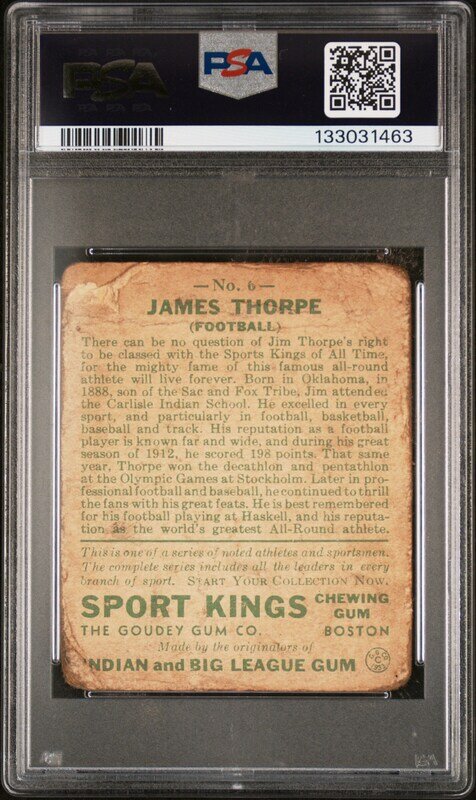 PSA
PSA
133031463
— No. 6 —
JAMES THORPE
(FOOTBALL)
There can be no question of Jim Thorpe's right
to be classed with the Sports Kings of All Time,
for the mighty fame of this famous all-round
athlete will live forever. Born in Oklahoma, in
1888, son of the Sac and Fox Tribe, Jim attended
the Carlisle Indian School. He excelled in every
sport, and particularly in football, basketball,
baseball and track. His reputation as a football
player is known far and wide, and during his great
season of 1912, he scored 198 points. That same
year, Thorpe won the decathlon and pentathlon
at the Olympic Games at Stockholm. Later in pro-
fessional football and baseball, he continued to thrill
the fans with his great feats. He is best remembered
for his football playing at Haskell, and his reputa-
tion as the world's greatest All-Round athlete.
This is one of a series of noted athletes and sportsmen.
The complete series includes all the leaders in every
branch of sport. START YOUR COLLECTION NOW.
SPORT KINGS CHEWING GUM
THE GOUDEY GUM CO. BOSTON
Made by the originators of
INDIAN and BIG LEAGUE GUM